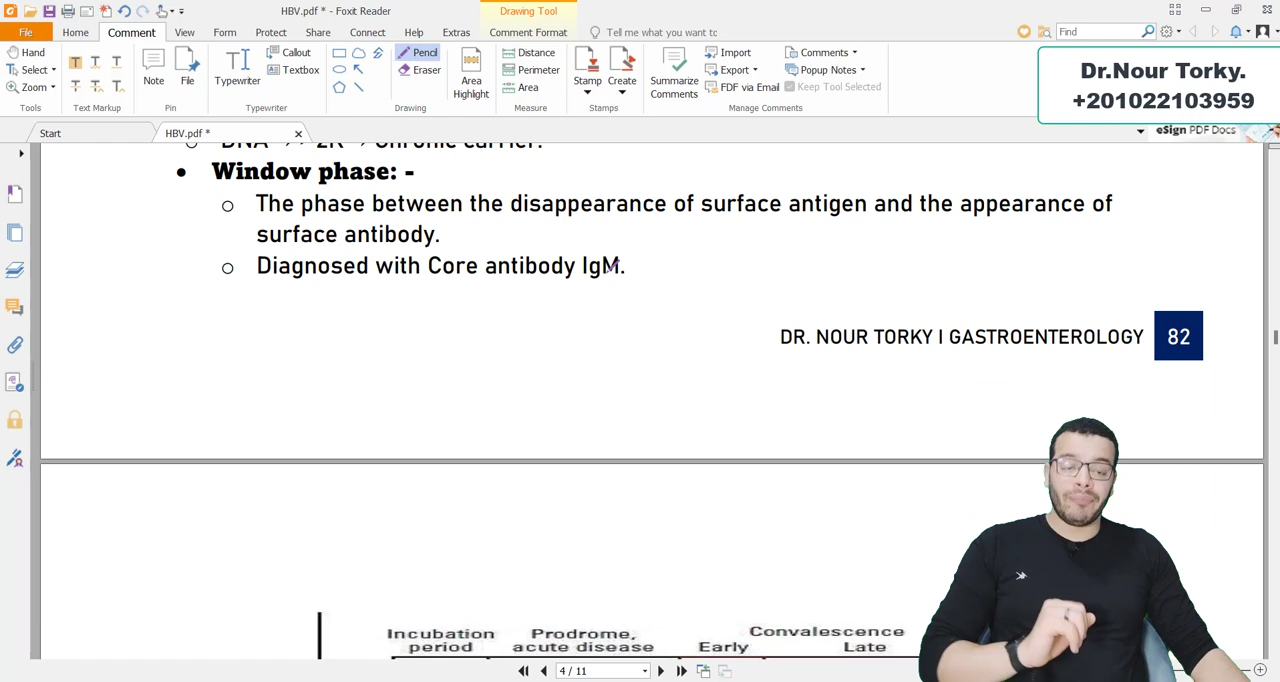 HBV.pdf * - Foxit Reader
Drawing Tool
File
Home
Comment
View
Form
Protect
Share
Connect
Help
Extras
Comment Format
Tell me what you want to
Find
Hand
Select
Zoom
Tools
Text Markup
Note
File
Pin
Typewriter
Callout
Textbox
Typewriter
Pencil
Eraser
Drawing
Area
Highlight
Distance
Perimeter
Area
Measure
Stamp
Create
Stamps
Summarize
Comments
Import
Export
FDF via Email
Comments
Popup Notes
Keep Tool Selected
Manage Comments
Dr.Nour Torky.
+201022103959
Start
HBV.pdf *
eSign PDF Docs
Window phase: -
The phase between the disappearance of surface antigen and the appearance of
surface antibody.
Diagnosed with Core antibody IgM.
DR. NOUR TORKY I GASTROENTEROLOGY
82
Incubation
period
Prodrome,
acute disease
Convalescence
Early
Late
4 / 11